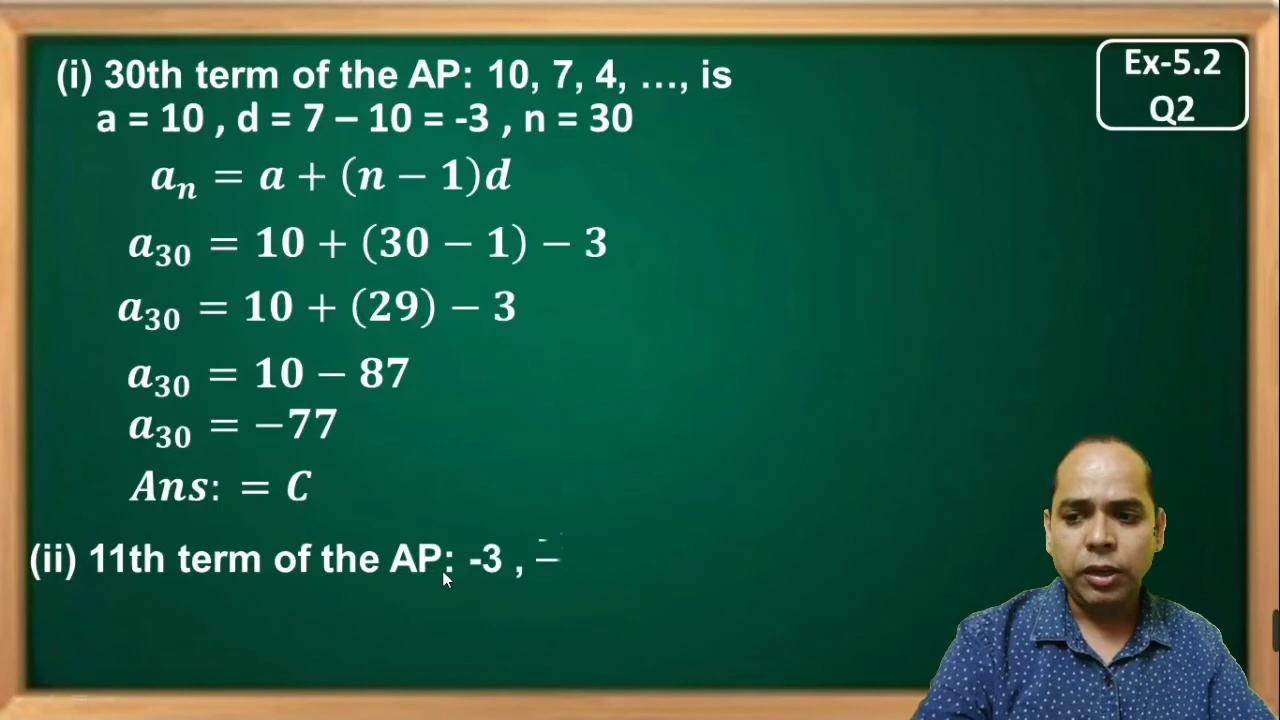 (i) 30th term of the AP: 10, 7, 4, …, is
a = 10 , d = 7 – 10 = -3 , n = 30
aₙ = a + (n − 1)d
a₃₀ = 10 + (30 − 1) − 3
a₃₀ = 10 + (29) − 3
a₃₀ = 10 − 87
a₃₀ = −77
Ans: = C
(ii) 11th term of the AP: -3 ,
Ex-5.2
Q2